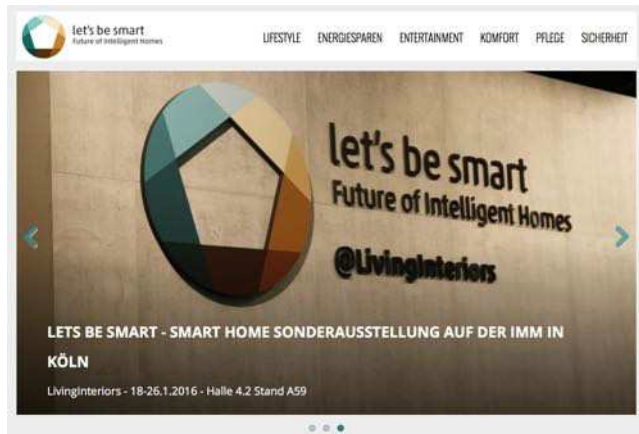 let's be smart
Future of Intelligent Homes
LIFESTYLE ENERGIESPAREN ENTERTAINMENT KOMFORT PFLEGE SICHERHEIT
let's be smart
Future of Intelligent Homes
@LivingInteriors
LETS BE SMART - SMART HOME SONDERAUSSTELLUNG AUF DER IMM IN
KÖLN
LivingInteriors - 18-26.1.2016 - Halle 4.2 Stand A59